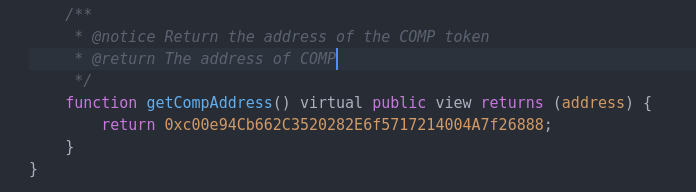 /**
 * @notice Return the address of the COMP token
 * @return The address of COMP
 */
function getCompAddress() virtual public view returns (address) {
    return 0xc00e94Cb662C3520282E6f5717214004A7f26888;
}
}